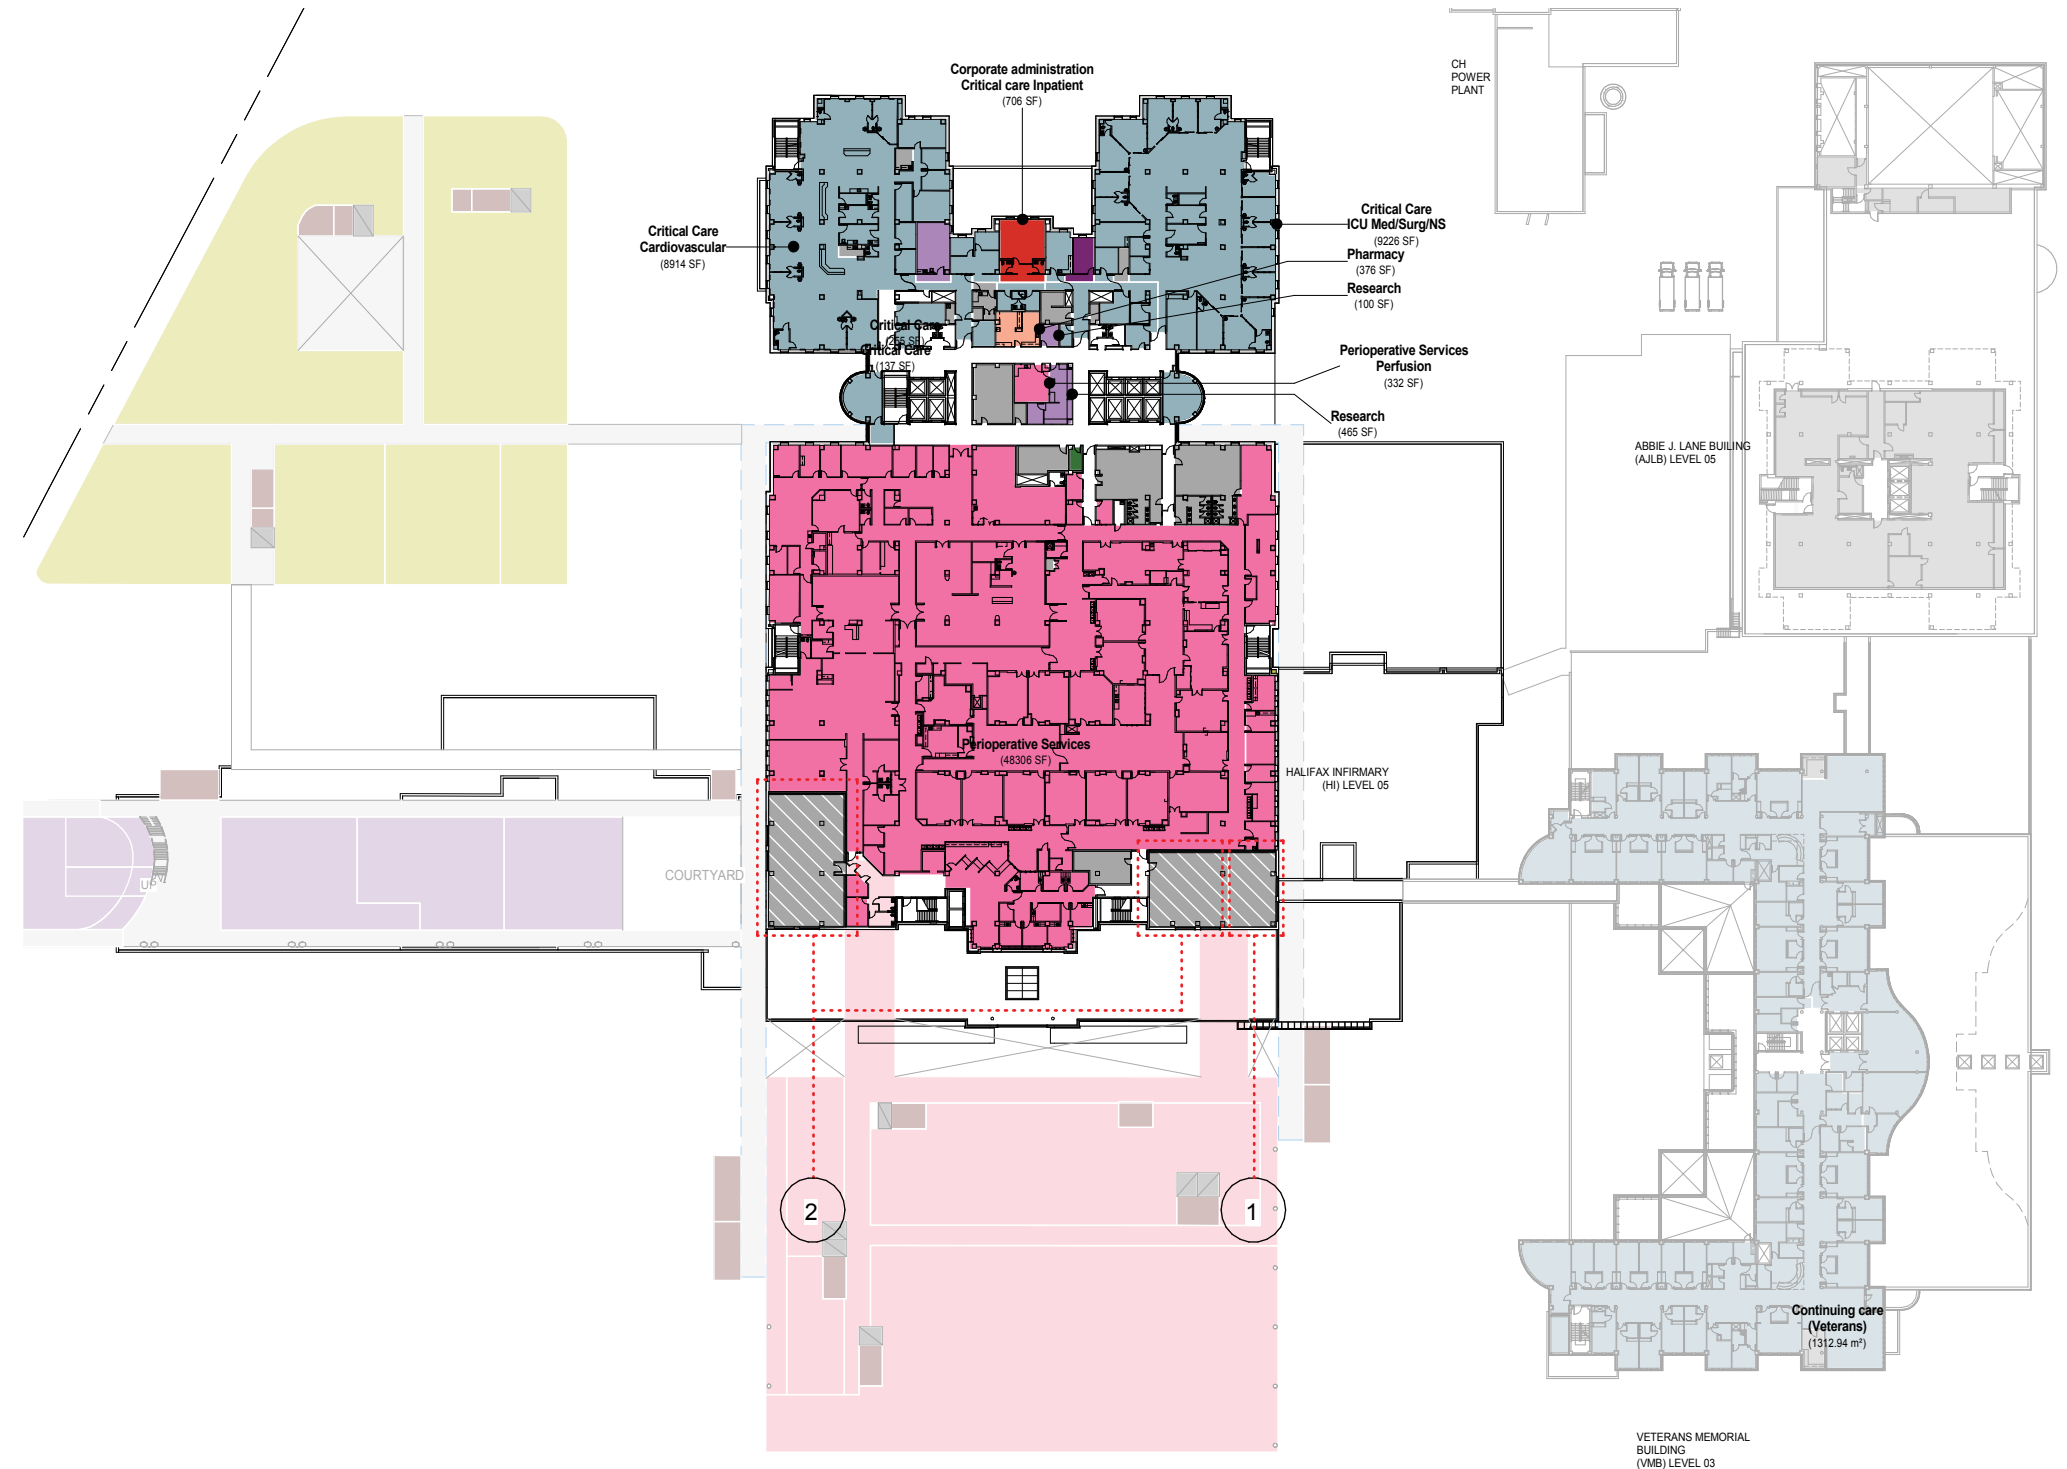 Corporate administration
Critical care Inpatient
(706 SF)
CH
POWER
PLANT
Critical Care
Cardiovascular
(8914 SF)
Critical Care
ICU Med/Surg/NS
(9226 SF)
Pharmacy
(376 SF)
Research
(100 SF)
Critical Care
(255 SF)
Critical Care
(137 SF)
Perioperative Services
Perfusion
(332 SF)
Research
(465 SF)
ABBIE J. LANE BUILING
(AJLB) LEVEL 05
Perioperative Services
(48306 SF)
HALIFAX INFIRMARY
(HI) LEVEL 05
COURTYARD
UP
2
1
Continuing care
(Veterans)
(1312.94 m²)
VETERANS MEMORIAL
BUILDING
(VMB) LEVEL 03